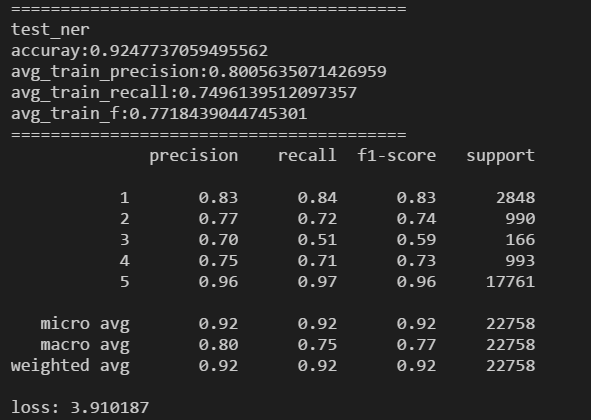 ========================================
test_ner
accuray:0.9247737059495562
avg_train_precision:0.8005635071426959
avg_train_recall:0.7496139512097357
avg_train_f:0.7718439044745301
========================================
precision recall f1-score support
1 0.83 0.84 0.83 2848
2 0.77 0.72 0.74 990
3 0.70 0.51 0.59 166
4 0.75 0.71 0.73 993
5 0.96 0.97 0.96 17761
micro avg 0.92 0.92 0.92 22758
macro avg 0.80 0.75 0.77 22758
weighted avg 0.92 0.92 0.92 22758
loss: 3.910187